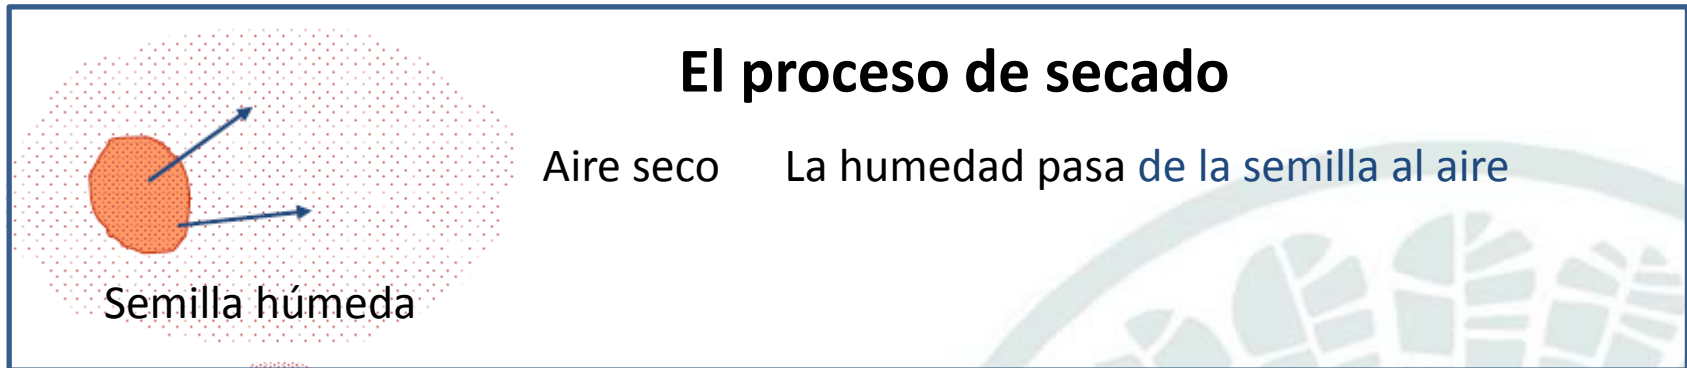 El proceso de secado
Aire seco La humedad pasa de la semilla al aire
Semilla húmeda